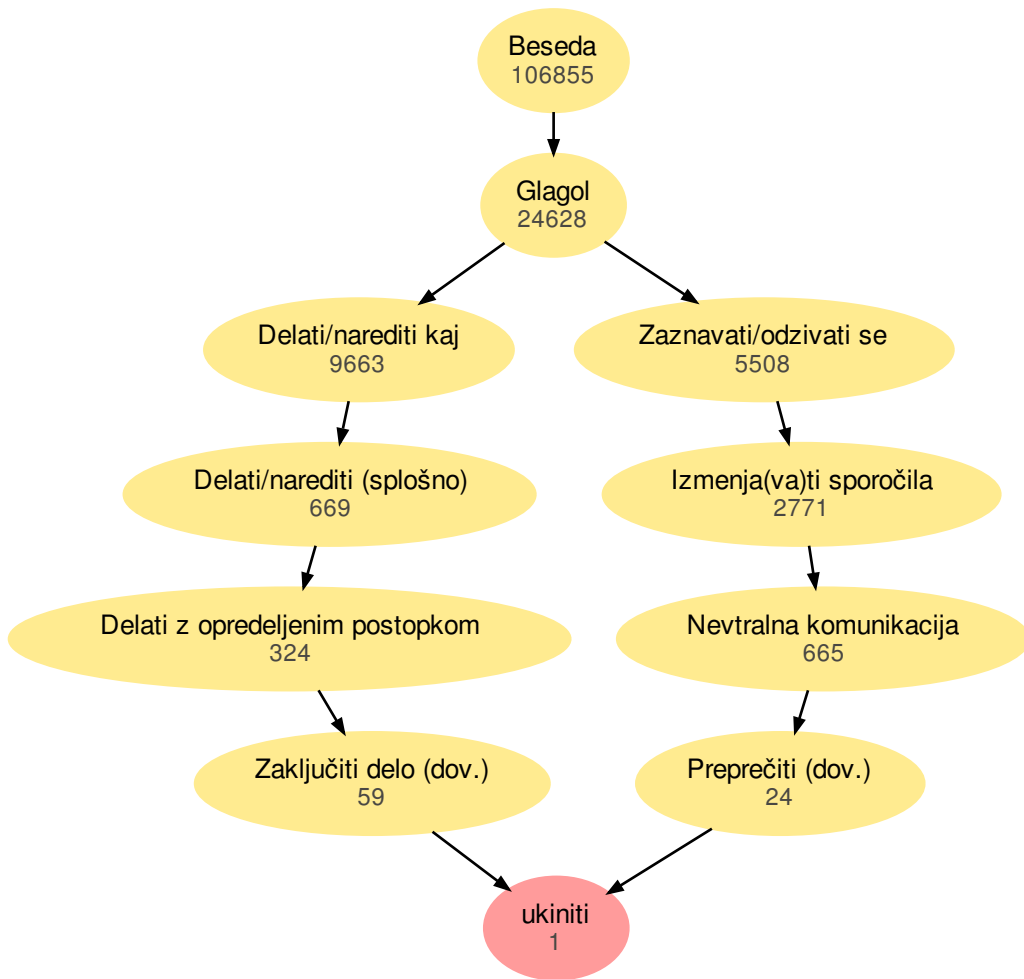 Beseda
106855
Glagol
24628
Delati/narediti kaj
9663
Zaznavati/odzivati se
5508
Delati/narediti (splošno)
669
Izmenja(va)ti sporočila
2771
Delati z opredeljenim postopkom
324
Nevtralna komunikacija
665
Zaključiti delo (dov.)
59
Preprečiti (dov.)
24
ukiniti
1